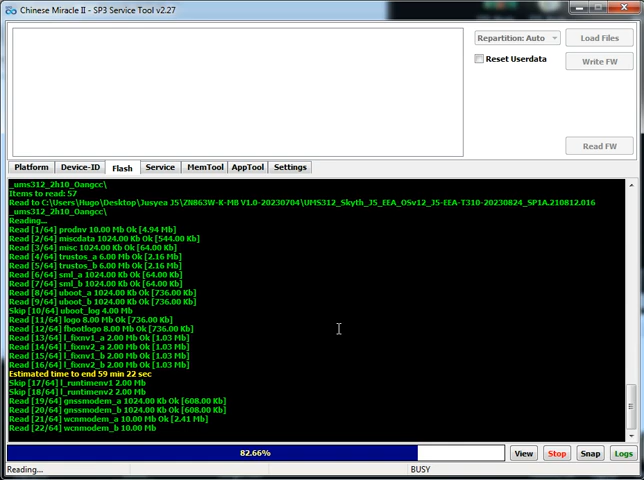 Chinese Miracle II - SP3 Service Tool v2.27
Repartition: Auto
Load Files
Reset Userdata
Write FW
Read FW
Platform
Device-ID
Flash
Service
MemTool
AppTool
Settings
_ums312_2h10_Oangcc\
Items to read: 57
Read to C:\Users\Hugo\Desktop\Jusyea J5\ZN863W-K-MB V1.0-20230704\UMS312_Skyth_J5_EEA_OSv12_J5-EEA-T310-20230824_SP1A.210812.016
_ums312_2h10_Oangcc\
Reading...
Read [1/64] prodnv 10.00 Mb Ok [4.94 Mb]
Read [2/64] miscdata 1024.00 Kb Ok [544.00 Kb]
Read [3/64] misc 1024.00 Kb Ok [64.00 Kb]
Read [4/64] trustos_a 6.00 Mb Ok [2.16 Mb]
Read [5/64] trustos_b 6.00 Mb Ok [2.16 Mb]
Read [6/64] sml_a 1024.00 Kb Ok [64.00 Kb]
Read [7/64] sml_b 1024.00 Kb Ok [64.00 Kb]
Read [8/64] uboot_a 1024.00 Kb Ok [736.00 Kb]
Read [9/64] uboot_b 1024.00 Kb Ok [736.00 Kb]
Skip [10/64] uboot_log 4.00 Mb
Read [11/64] logo 8.00 Mb Ok [736.00 Kb]
Read [12/64] fbootlogo 8.00 Mb Ok [736.00 Kb]
Read [13/64] l_fixnv1_a 2.00 Mb Ok [1.03 Mb]
Read [14/64] l_fixnv2_a 2.00 Mb Ok [1.03 Mb]
Read [15/64] l_fixnv1_b 2.00 Mb Ok [1.03 Mb]
Read [16/64] l_fixnv2_b 2.00 Mb Ok [1.03 Mb]
Estimated time to end 59 min 22 sec
Skip [17/64] l_runtimenv1 2.00 Mb
Skip [18/64] l_runtimenv2 2.00 Mb
Read [19/64] gnssmodem_a 1024.00 Kb Ok [608.00 Kb]
Read [20/64] gnssmodem_b 1024.00 Kb Ok [608.00 Kb]
Read [21/64] wcnmodem_a 10.00 Mb Ok [2.41 Mb]
Read [22/64] wcnmodem_b 10.00 Mb
82.66%
View
Stop
Snap
Logs
Reading...
BUSY